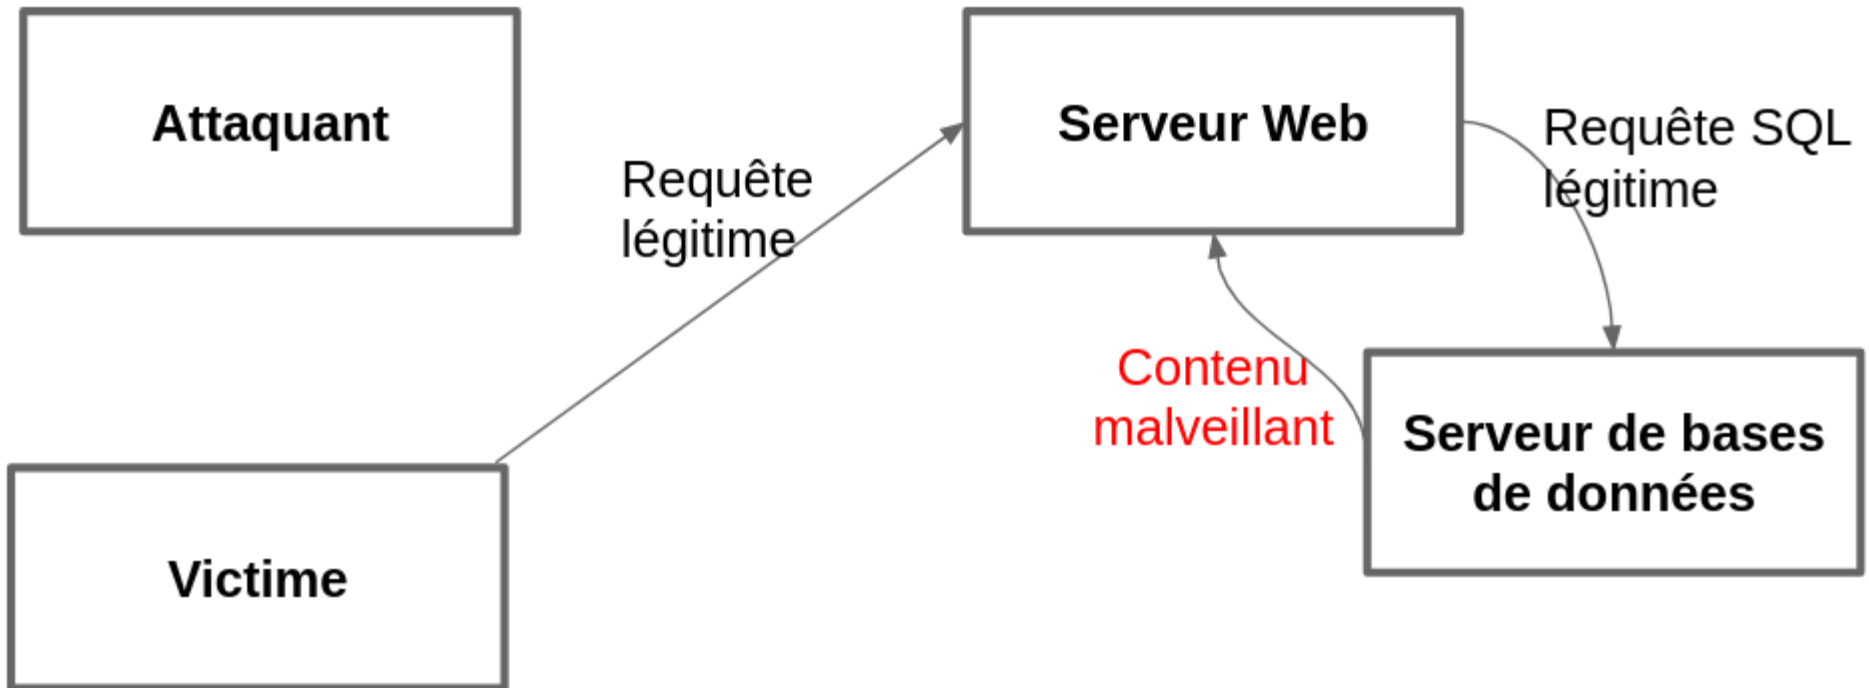 Attaquant
Serveur Web
Requête SQL
légitime
Requête
légitime
Contenu
malveillant
Serveur de bases
de données
Victime